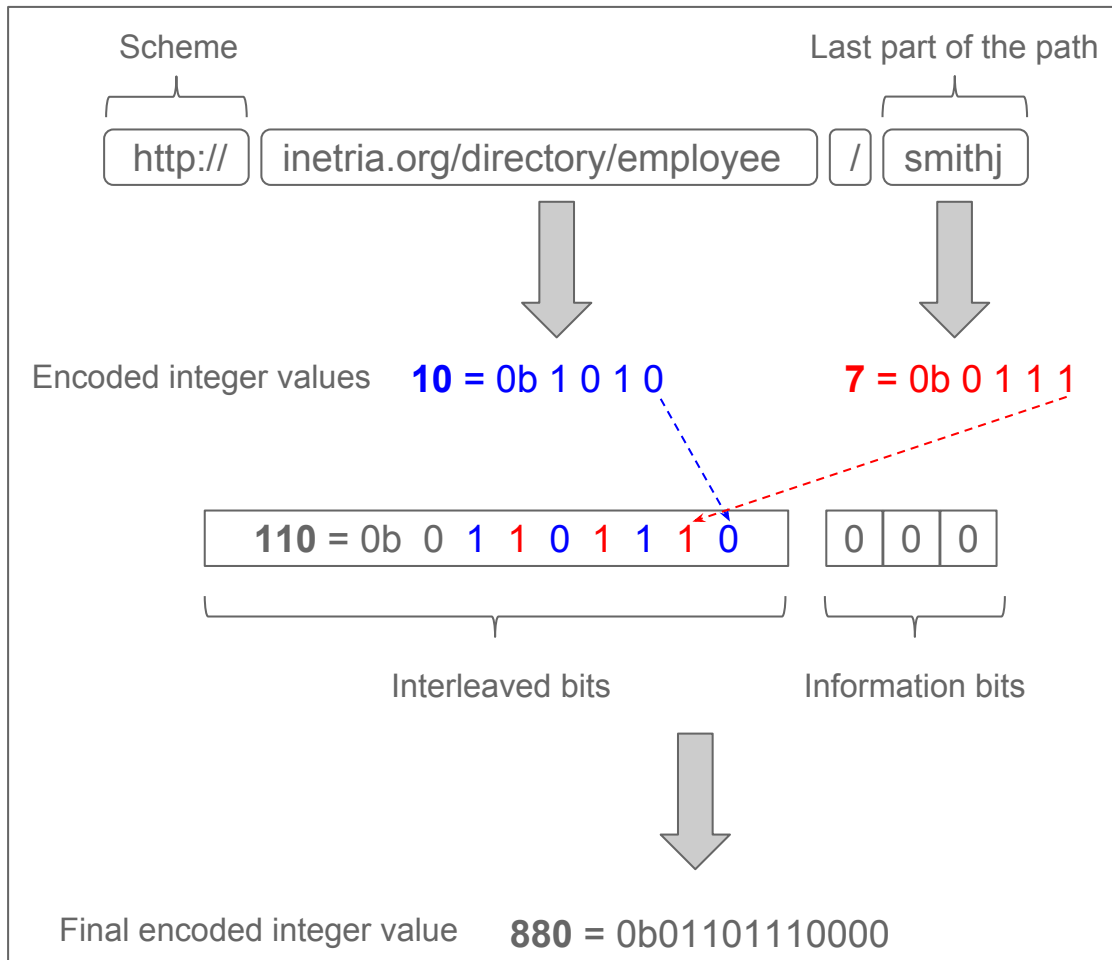 Scheme Last part of the path
http:// inetria.org/directory/employee / smithj
Encoded integer values 10 = 0b 1 0 1 0 7 = 0b 0 1 1 1
110 = 0b 0 1 1 0 1 1 1 0 0 0 0
Interleaved bits Information bits
Final encoded integer value 880 = 0b01101110000